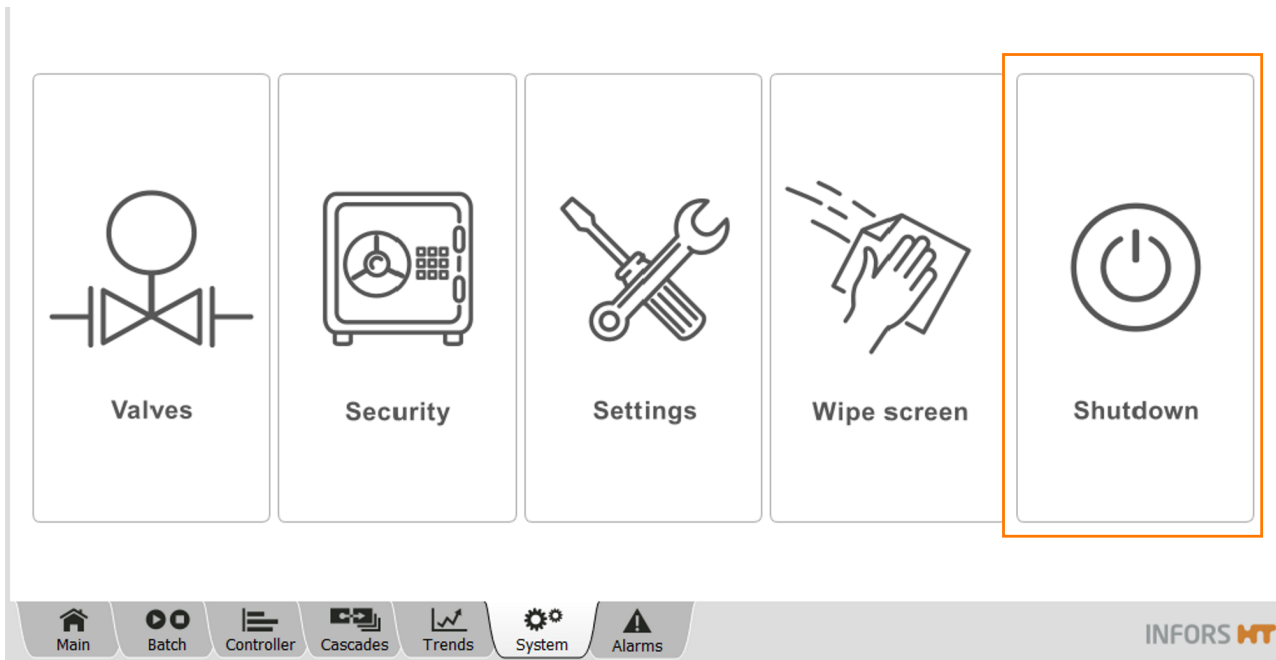 Valves
Security
Settings
Wipe screen
Shutdown
Main
Batch
Controller
Cascades
Trends
System
Alarms
INFORS HT